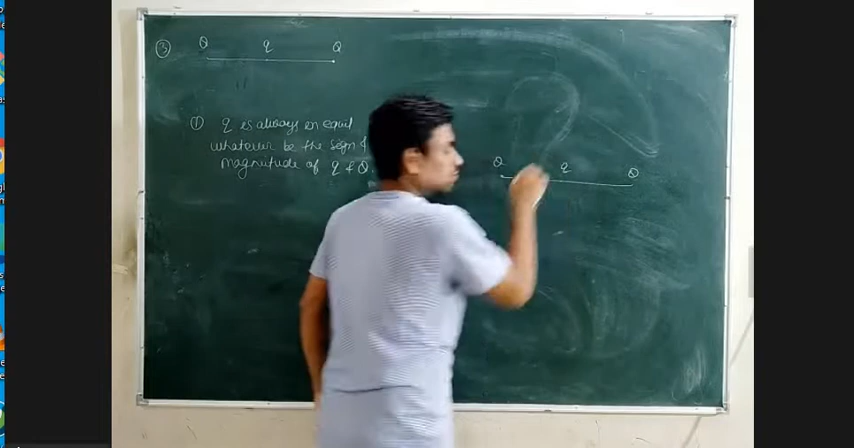 ③ Q q Q
① q is always in equil
whatever be the sign &
magnitude of q & Q
Q q Q